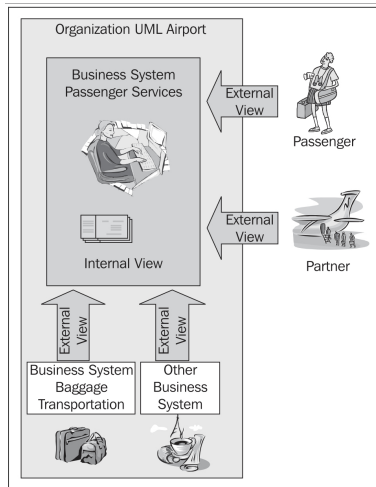 Organization UML Airport
Business System
Passenger Services
External
View
Passenger
External
View
Partner
Internal View
External
View
External
View
Business System
Baggage
Transportation
Other
Business
System